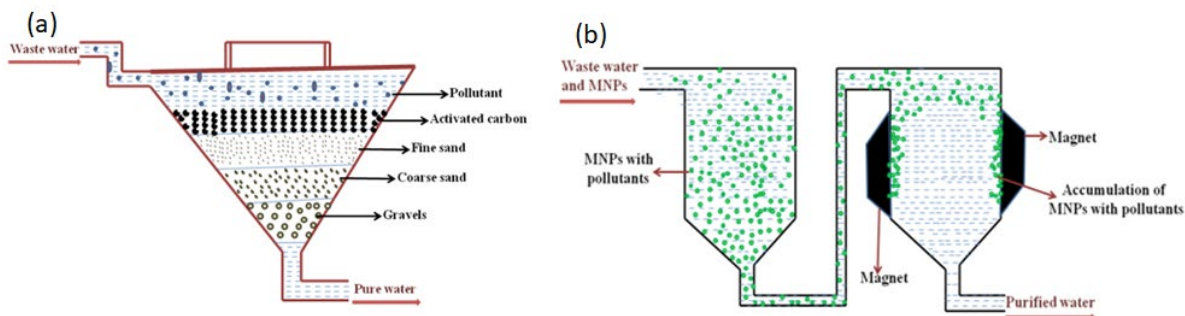 (a)
Waste water
Pollutant
Activated carbon
Fine sand
Coarse sand
Gravels
Pure water
(b)
Waste water
and MNPs
MNPs with
pollutants
Magnet
Accumulation of
MNPs with pollutants
Magnet
Purified water